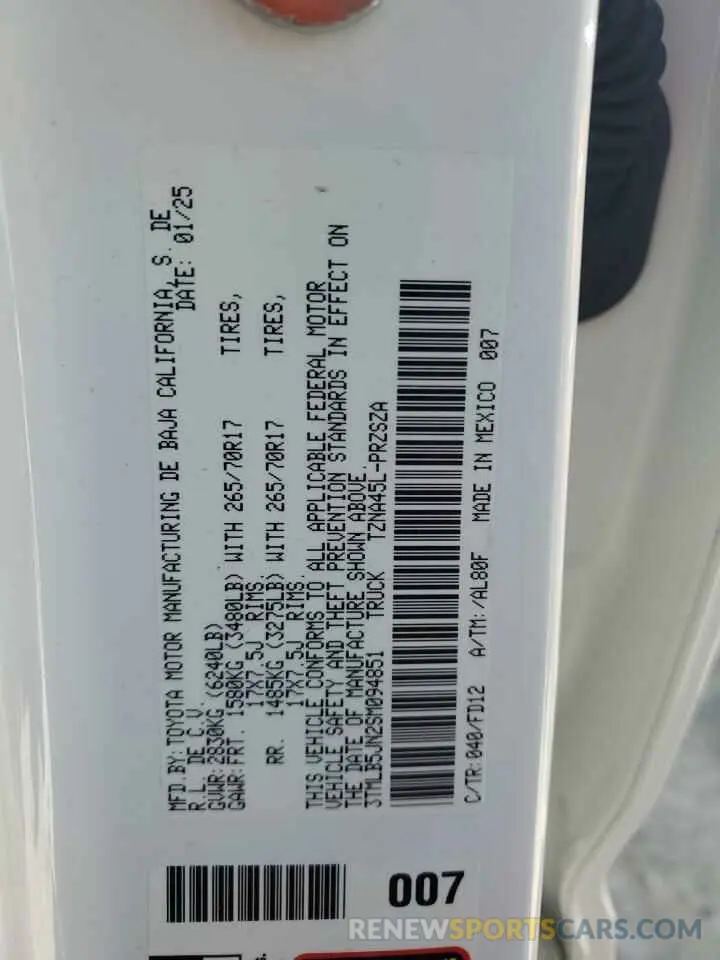 MFD.BY:TOYOTA MOTOR MANUFACTURING DE BAJA CALIFORNIA, S. DE
R.L. DE C.V. DATE: 01/25
GVWR:2830KG (6240LB)
GAWR:FRT. 1580KG (3480LB) WITH 265/70R17 TIRES,
17X7.5J RIMS.
RR. 1485KG (3275LB) WITH 265/70R17 TIRES,
17X7.5J RIMS.
THIS VEHICLE CONFORMS TO ALL APPLICABLE FEDERAL MOTOR
VEHICLE SAFETY AND THEFT PREVENTION STANDARDS IN EFFECT ON
THE DATE OF MANUFACTURE SHOWN ABOVE.
3TMLB5JN2SM094851 TRUCK TZNA45L-PRZSZA
C/TR:040/FD12 A/TM:/AL80F MADE IN MEXICO 007
007
RENEWSPORTSCARS.COM